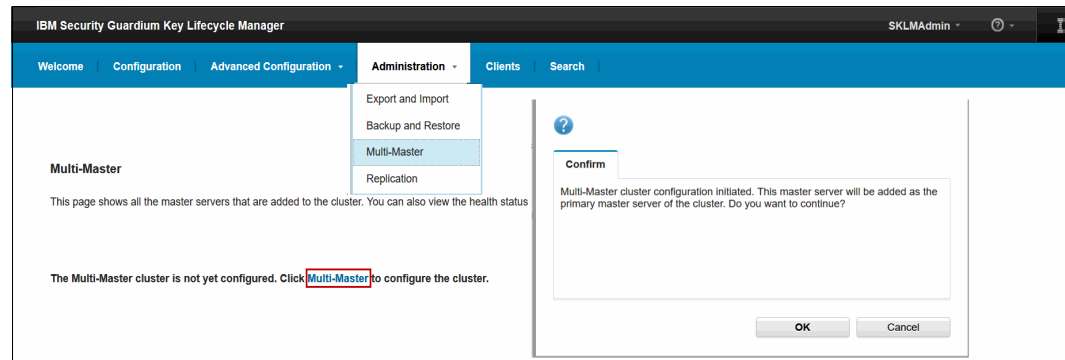 IBM Security Guardium Key Lifecycle Manager
SKLMAdmin
Welcome
Configuration
Advanced Configuration
Administration
Clients
Search
Export and Import
Backup and Restore
Multi-Master
Replication
Multi-Master
This page shows all the master servers that are added to the cluster. You can also view the health status
The Multi-Master cluster is not yet configured. Click Multi-Master to configure the cluster.
?
Confirm
Multi-Master cluster configuration initiated. This master server will be added as the
primary master server of the cluster. Do you want to continue?
OK
Cancel